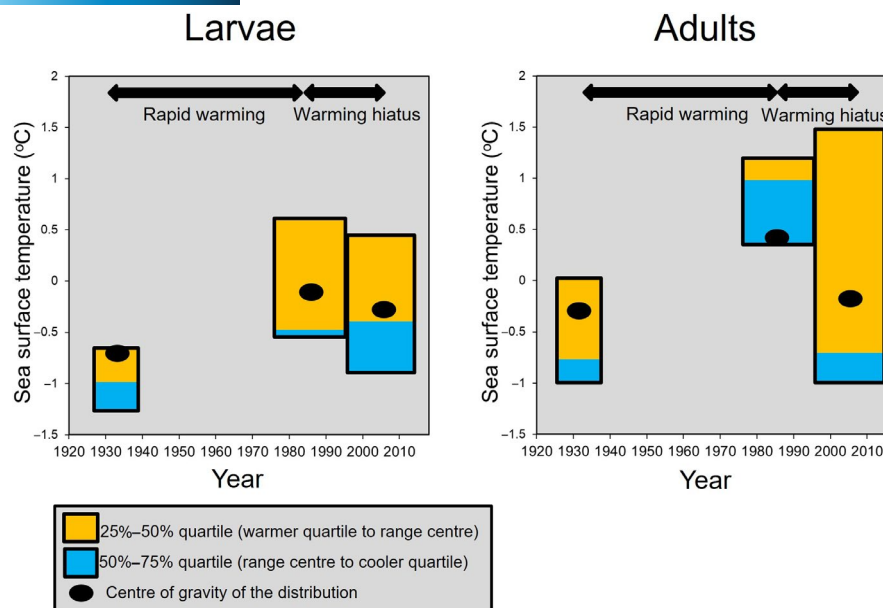 Larvae
Adults
Sea surface temperature (ºC)
2
1.5
1
0.5
0
−0.5
−1
−1.5
Rapid warming
Warming hiatus
1920 1930 1940 1950 1960 1970 1980 1990 2000 2010
Year
Sea surface temperature (ºC)
2
1.5
1
0.5
0
−0.5
−1
−1.5
Rapid warming
Warming hiatus
1920 1930 1940 1950 1960 1970 1980 1990 2000 2010
Year
25%–50% quartile (warmer quartile to range centre)
50%–75% quartile (range centre to cooler quartile)
Centre of gravity of the distribution